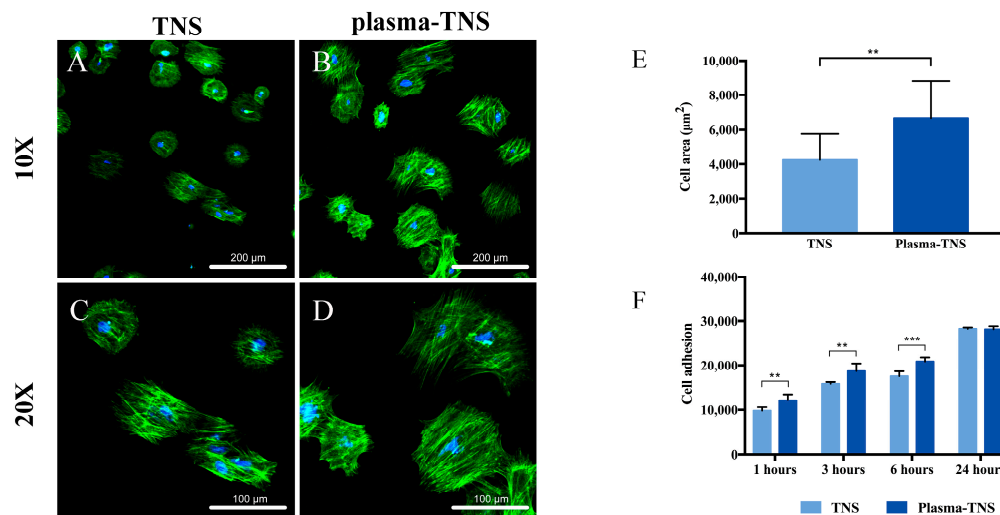 TNS
plasma-TNS
10X
20X
A
200 μm
B
200 μm
C
100 μm
D
100 μm
E
Cell area (μm²)
10,000
8,000
6,000
4,000
2,000
0
**
TNS
Plasma-TNS
F
Cell adhesion
40,000
30,000
20,000
10,000
0
**
**
***
1 hours
3 hours
6 hours
24 hour
TNS
Plasma-TNS